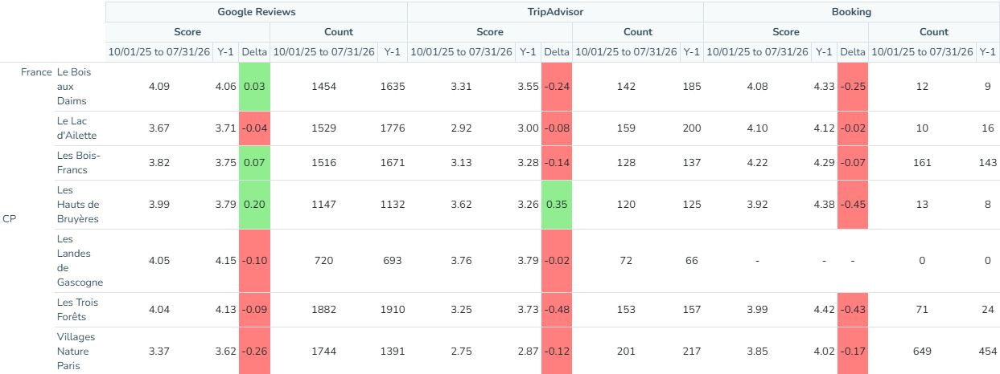 Google Reviews TripAdvisor Booking
Score Count Score Count Score Count
10/01/25 to 07/31/26 Y-1 Delta 10/01/25 to 07/31/26 Y-1 10/01/25 to 07/31/26 Y-1 Delta 10/01/25 to 07/31/26 Y-1 10/01/25 to 07/31/26 Y-1 Delta 10/01/25 to 07/31/26 Y-1
France Le Bois
aux 4.09 4.06 0.03 1454 1635 3.31 3.55 -0.24 142 185 4.08 4.33 -0.25 12 9
Daims
Le Lac
3.67 3.71 -0.04 1529 1776 2.92 3.00 -0.08 159 200 4.10 4.12 -0.02 10 16
d'Ailette
Les Bois-
3.82 3.75 0.07 1516 1671 3.13 3.28 -0.14 128 137 4.22 4.29 -0.07 161 143
Francs
Les
Hauts de 3.99 3.79 0.20 1147 1132 3.62 3.26 0.35 120 125 3.92 4.38 -0.45 13 8
CP Bruyères
Les
Landes
4.05 4.15 -0.10 720 693 3.76 3.79 -0.02 72 66 - - - 0 0
de
Gascogne
Les Trois
4.04 4.13 -0.09 1882 1910 3.25 3.73 -0.48 153 157 3.99 4.42 -0.43 71 24
Forêts
Villages
Nature 3.37 3.62 -0.26 1744 1391 2.75 2.87 -0.12 201 217 3.85 4.02 -0.17 649 454
Paris